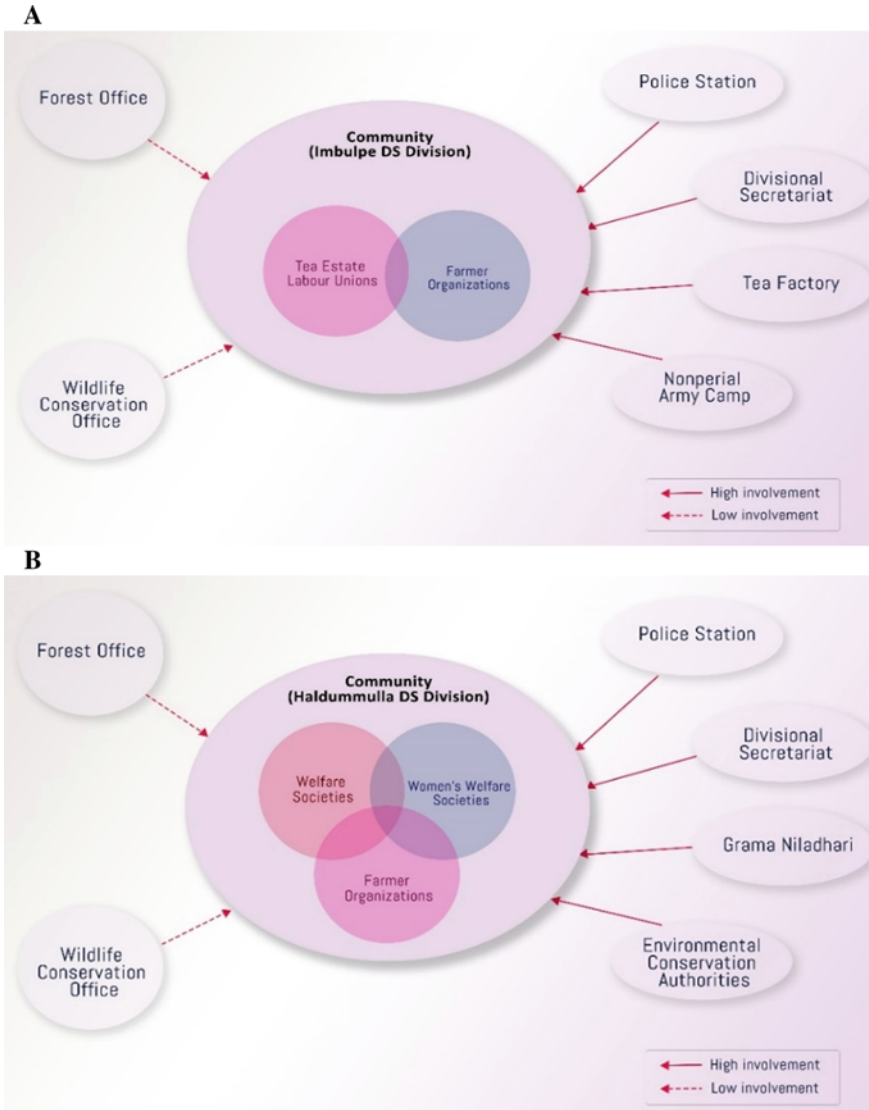 A
Forest Office
Police Station
Community
(Imbulpe DS Division)
Divisional
Secretariat
Tea Estate
Labour Unions
Farmer
Organizations
Tea Factory
Wildlife
Conservation
Office
Nonperial
Army Camp
High involvement
Low involvement
B
Forest Office
Police Station
Community
(Haldummulla DS Division)
Divisional
Secretariat
Welfare
Societies
Women's Welfare
Societies
Grama Niladhari
Farmer
Organizations
Wildlife
Conservation
Office
Environmental
Conservation
Authorities
High involvement
Low involvement